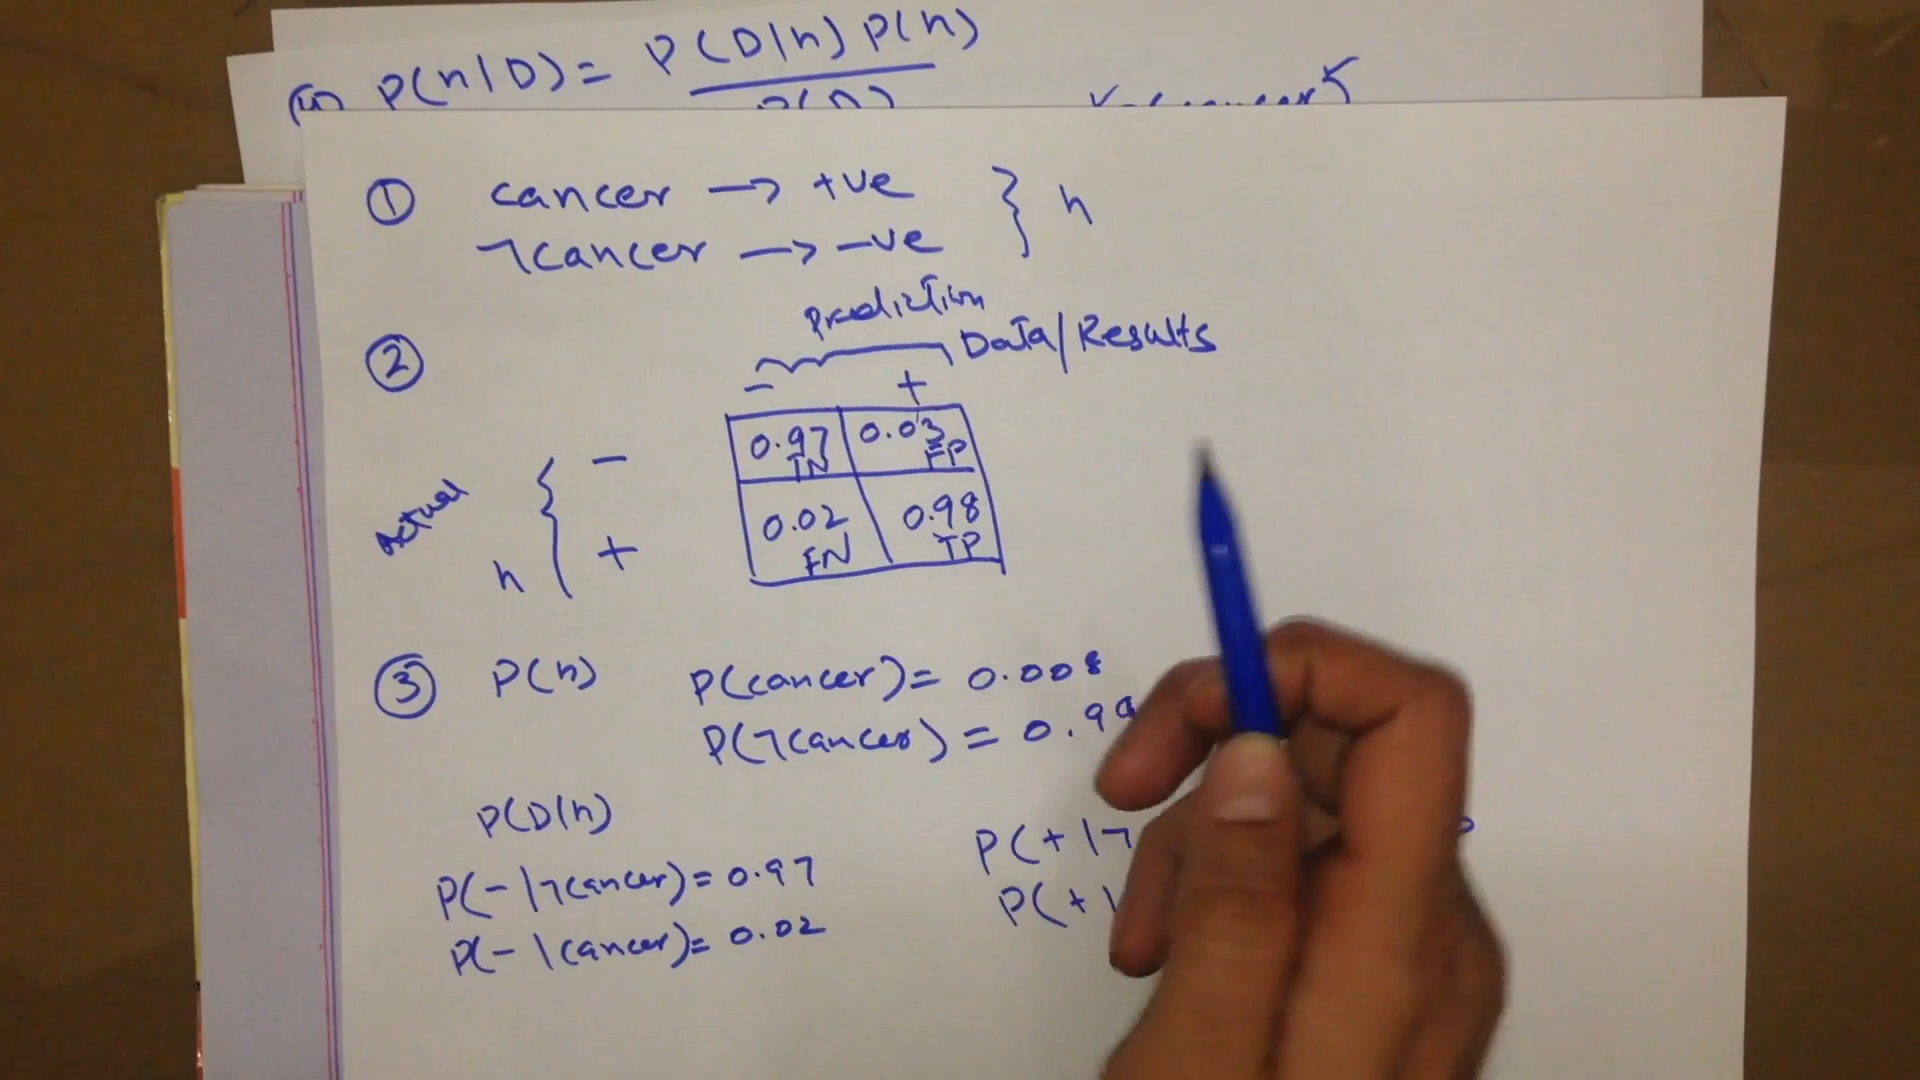 P(h|D) = P(D|h) P(h)
① cancer → +ve } h
¬cancer → -ve
②
Prediction
Data/Results
- +
Actual
h { - 0.97 TN 0.03 FP
+ 0.02 FN 0.98 TP
③ P(h) P(cancer) = 0.008
P(¬cancer) = 0.99
P(D|h)
P(-|¬cancer) = 0.97 P(+|¬
P(-|cancer) = 0.02 P(+|